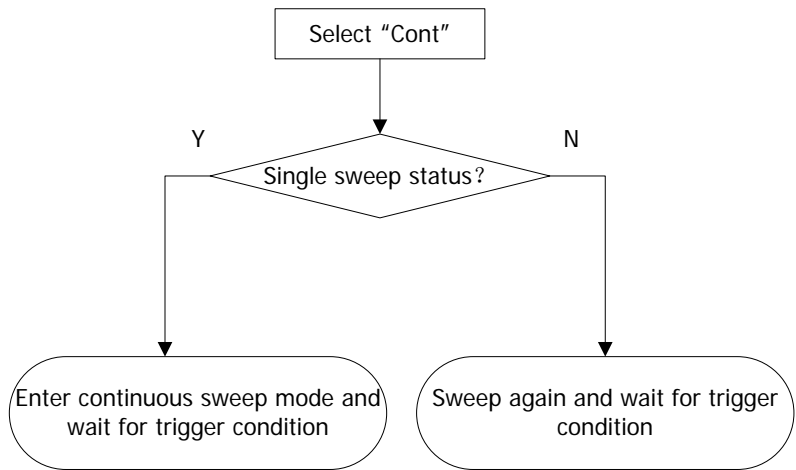 Select “Cont”
Y
N
Single sweep status？
Enter continuous sweep mode and
wait for trigger condition
Sweep again and wait for trigger
condition